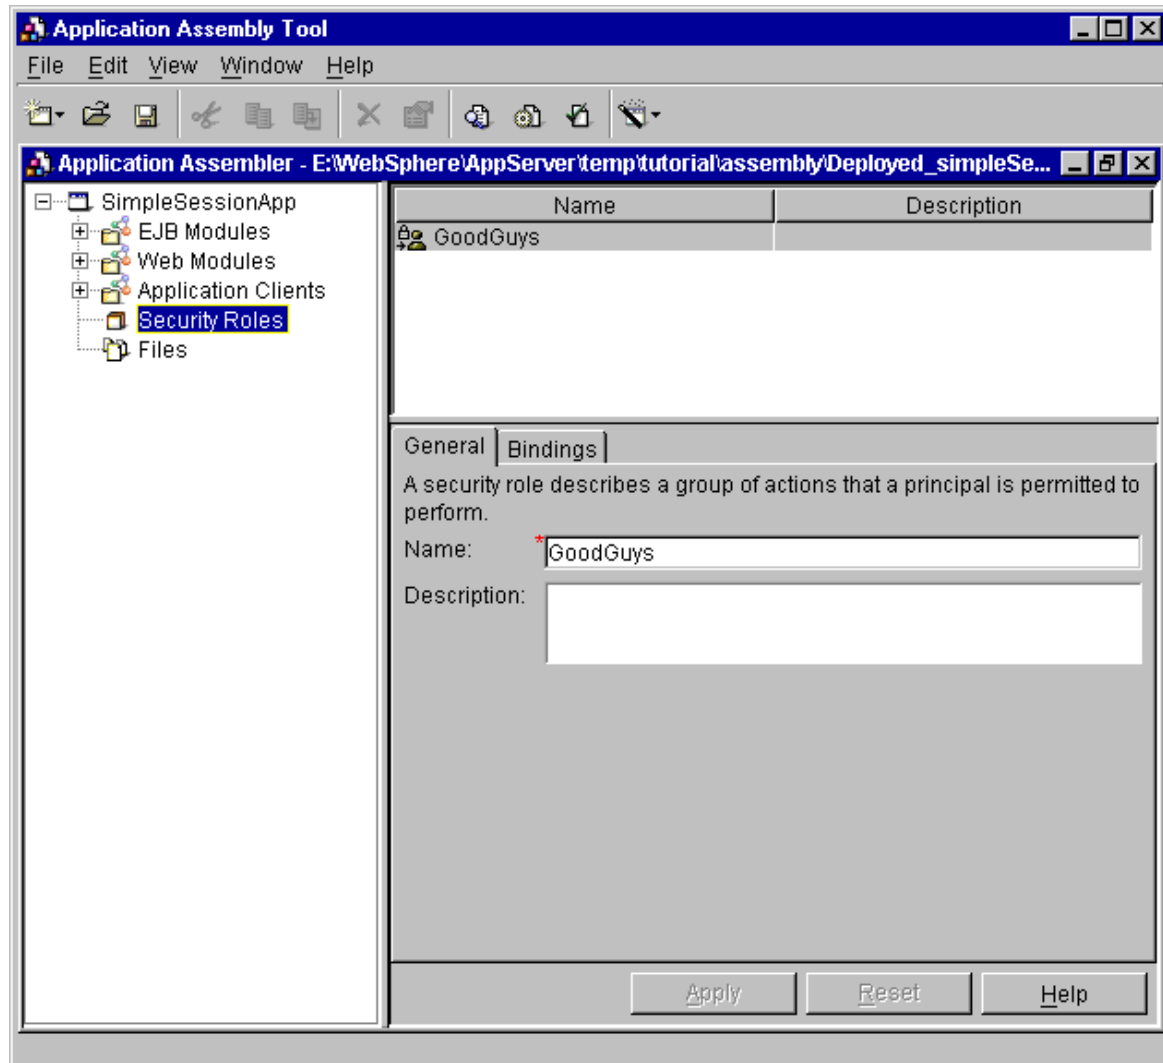 Application Assembly Tool
File Edit View Window Help
Application Assembler - E:\WebSphere\AppServer\temp\tutorial\assembly\Deployed_simpleSe...
SimpleSessionApp
EJB Modules
Web Modules
Application Clients
Security Roles
Files
Name Description
GoodGuys
General Bindings
A security role describes a group of actions that a principal is permitted to
perform.
Name: *GoodGuys
Description:
Apply Reset Help